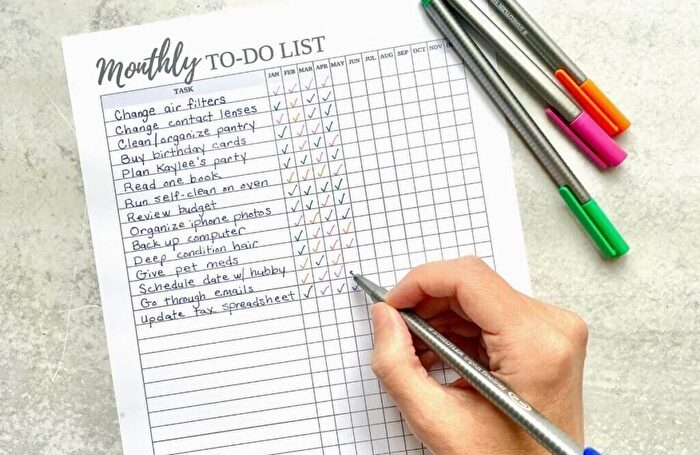 Monthly TO-DO LIST
TASK JAN FEB MAR APR MAY JUN JUL AUG SEP OCT NOV
Change air filters
Change contact lenses
Clean/organize pantry
Buy birthday cards
Plan Kaylee's party
Read one book
Run self-clean on oven
Review budget
Organize iphone photos
Back up computer
Deep condition hair
Give pet meds
Schedule date w/ hubby
Go through emails
Update tax spreadsheet